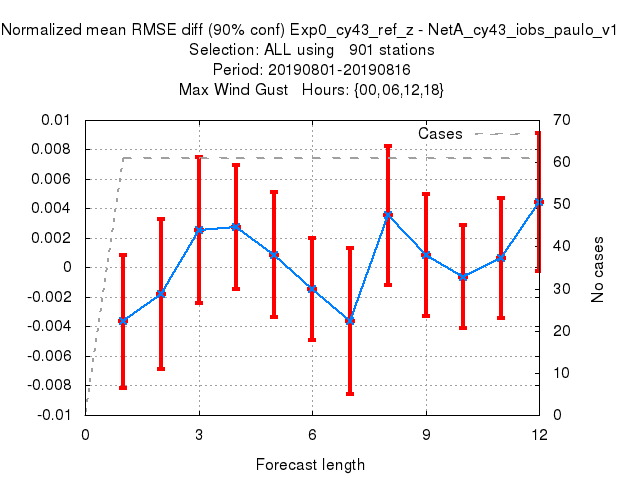 Normalized mean RMSE diff (90% conf) Exp0_cy43_ref_z - NetA_cy43_iobs_paulo_v1
Selection: ALL using 901 stations
Period: 20190801-20190816
Max Wind Gust Hours: {00,06,12,18}
Cases
0.01
0.008
0.006
0.004
0.002
0
-0.002
-0.004
-0.006
-0.008
-0.01
70
60
50
40
30
20
10
0
No cases
0 3 6 9 12
Forecast length